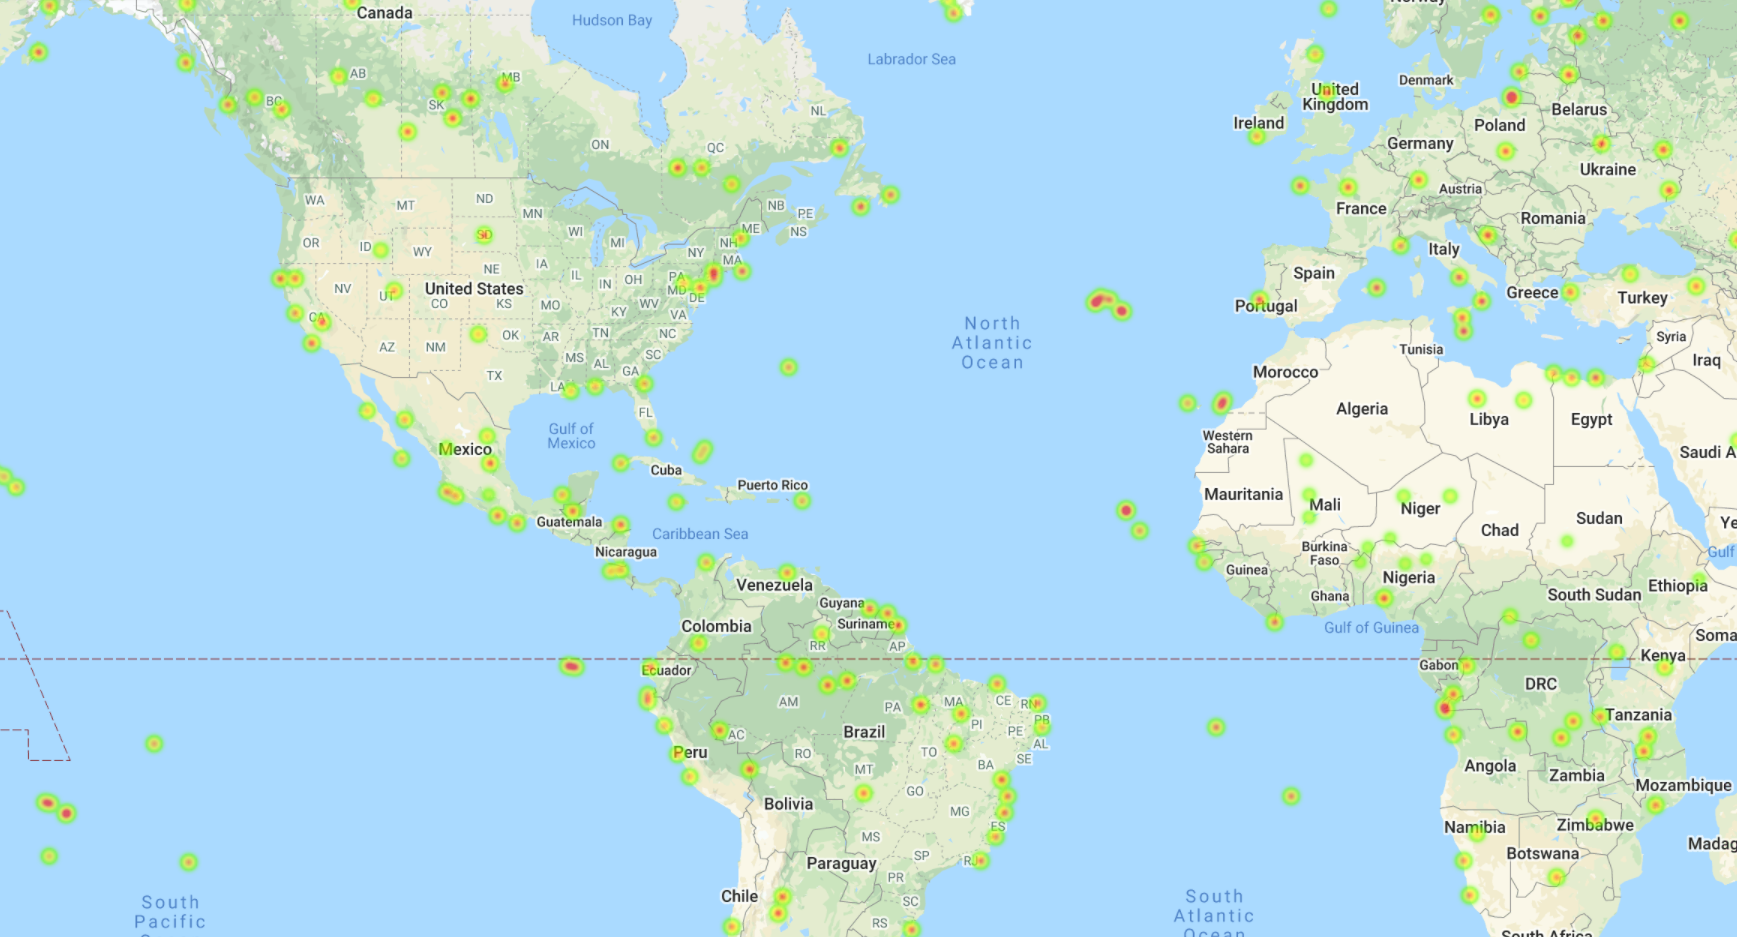 Canada
Hudson Bay
Labrador Sea
AB
MB
BC
SK
NL
ON
QC
NB
PE
NS
WA
MT
ND
MN
OR
ID
WY
SD
WI
MI
ME
NH
MA
NY
NE
IA
IL
IN
OH
PA
MD
DE
NV
UT
United States
CO
KS
MO
KY
WV
VA
CA
AZ
NM
OK
AR
TN
NC
MS
AL
GA
SC
TX
LA
FL
Gulf of
Mexico
Mexico
Cuba
Puerto Rico
Guatemala
Caribbean Sea
Nicaragua
North
Atlantic
Ocean
Norway
Denmark
United
Kingdom
Ireland
Belarus
Poland
Germany
Ukraine
Austria
France
Romania
Italy
Spain
Portugal
Greece
Turkey
Syria
Iraq
Tunisia
Morocco
Algeria
Libya
Egypt
Western
Sahara
Saudi A
Mauritania
Mali
Niger
Chad
Sudan
Ye
Gulf
Burkina
Faso
Guinea
Nigeria
Ghana
South Sudan
Ethiopia
Gulf of Guinea
Soma
Kenya
Gabon
DRC
Tanzania
Angola
Zambia
Mozambique
Namibia
Zimbabwe
Madag
Botswana
South Africa
Venezuela
Guyana
Suriname
Colombia
RR
AP
Ecuador
AM
PA
MA
CE
RN
PB
PI
PE
AL
SE
AC
Brazil
Peru
RO
TO
MT
BA
GO
Bolivia
MG
ES
MS
SP
RJ
Paraguay
PR
Chile
SC
RS
South
Pacific
South
Atlantic
Ocean